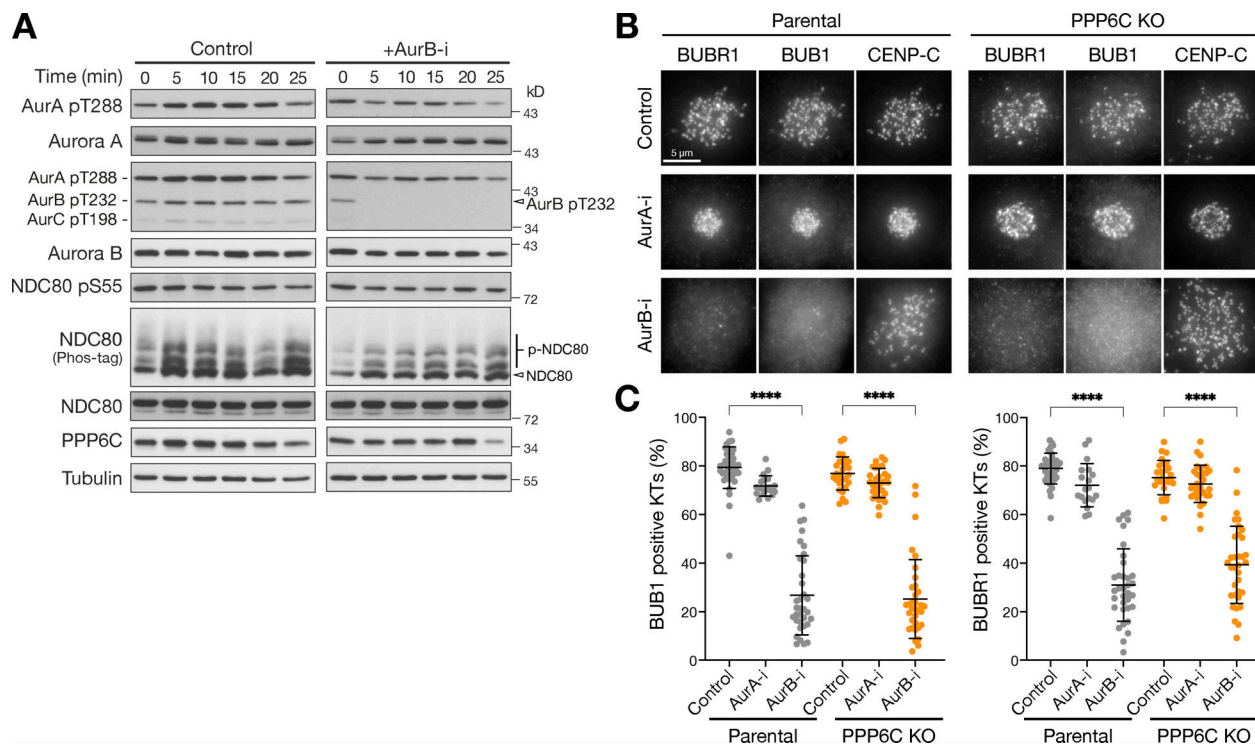 A
Control
+AurB-i
Time (min) 0 5 10 15 20 25 0 5 10 15 20 25
kD
AurA pT288
43
Aurora A
43
AurA pT288 -
43
AurB pT232 -
AurB pT232
AurC pT198 -
34
Aurora B
43
NDC80 pS55
72
NDC80
(Phos-tag)
p-NDC80
NDC80
NDC80
72
PPP6C
34
Tubulin
55
B
Parental
PPP6C KO
BUBR1 BUB1 CENP-C BUBR1 BUB1 CENP-C
Control
5 µm
AurA-i
AurB-i
C
BUB1 positive KTs (%)
100
80
60
40
20
0
**** ****
Control AurA-i AurB-i Control AurA-i AurB-i
Parental PPP6C KO
BUBR1 positive KTs (%)
100
80
60
40
20
0
**** ****
Control AurA-i AurB-i Control AurA-i AurB-i
Parental PPP6C KO